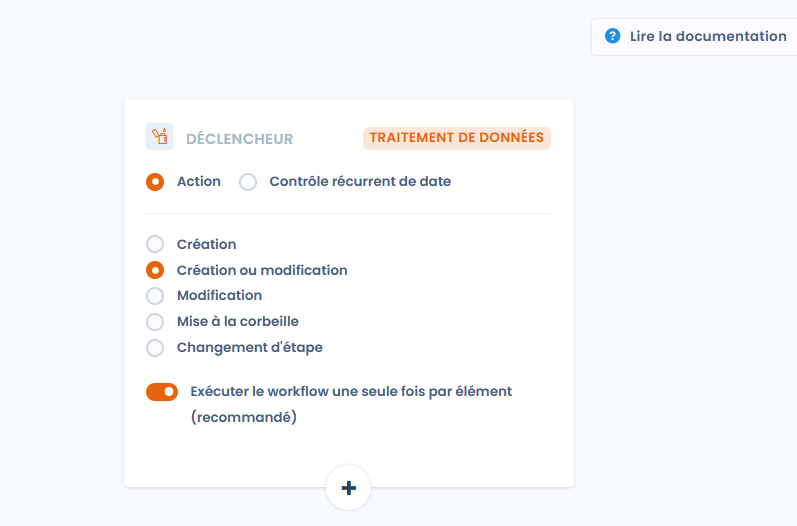 Lire la documentation
DÉCLENCHEUR
TRAITEMENT DE DONNÉES
Action
Contrôle récurrent de date
Création
Création ou modification
Modification
Mise à la corbeille
Changement d'étape
Exécuter le workflow une seule fois par élément
(recommandé)